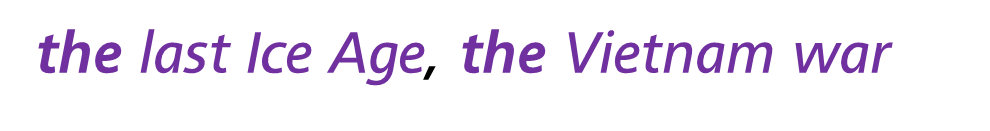 the last Ice Age, the Vietnam war